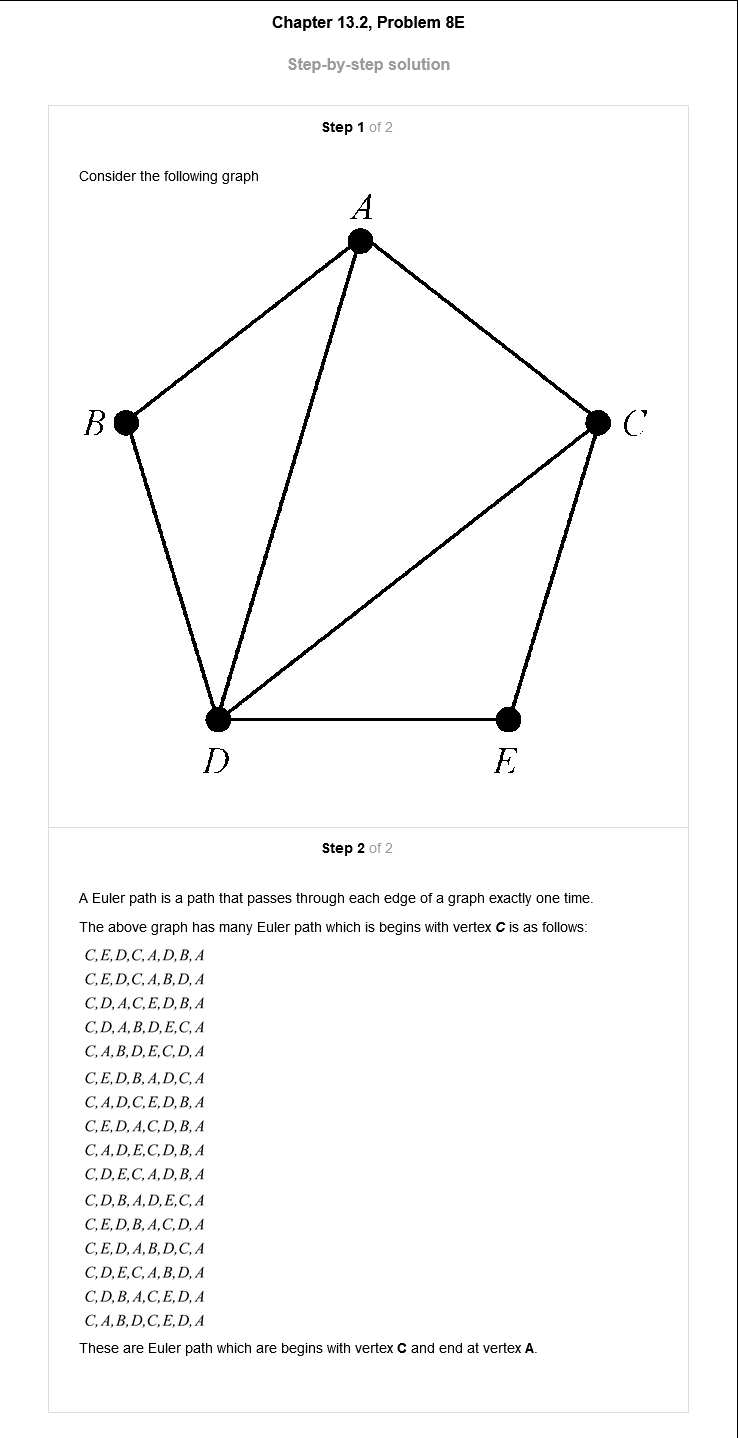 Chapter 13.2, Problem 8E
Step-by-step solution
Step 1 of 2
Consider the following graph
A
B
C
D
E
Step 2 of 2
A Euler path is a path that passes through each edge of a graph exactly one time.
The above graph has many Euler path which is begins with vertex C is as follows:
C,E,D,C,A,D,B,A
C,E,D,C,A,B,D,A
C,D,A,C,E,D,B,A
C,D,A,B,D,E,C,A
C,A,B,D,E,C,D,A
C,E,D,B,A,D,C,A
C,A,D,C,E,D,B,A
C,E,D,A,C,D,B,A
C,A,D,E,C,D,B,A
C,D,E,C,A,D,B,A
C,D,B,A,D,E,C,A
C,E,D,B,A,C,D,A
C,E,D,A,B,D,C,A
C,D,E,C,A,B,D,A
C,D,B,A,C,E,D,A
C,A,B,D,C,E,D,A
These are Euler path which are begins with vertex C and end at vertex A.